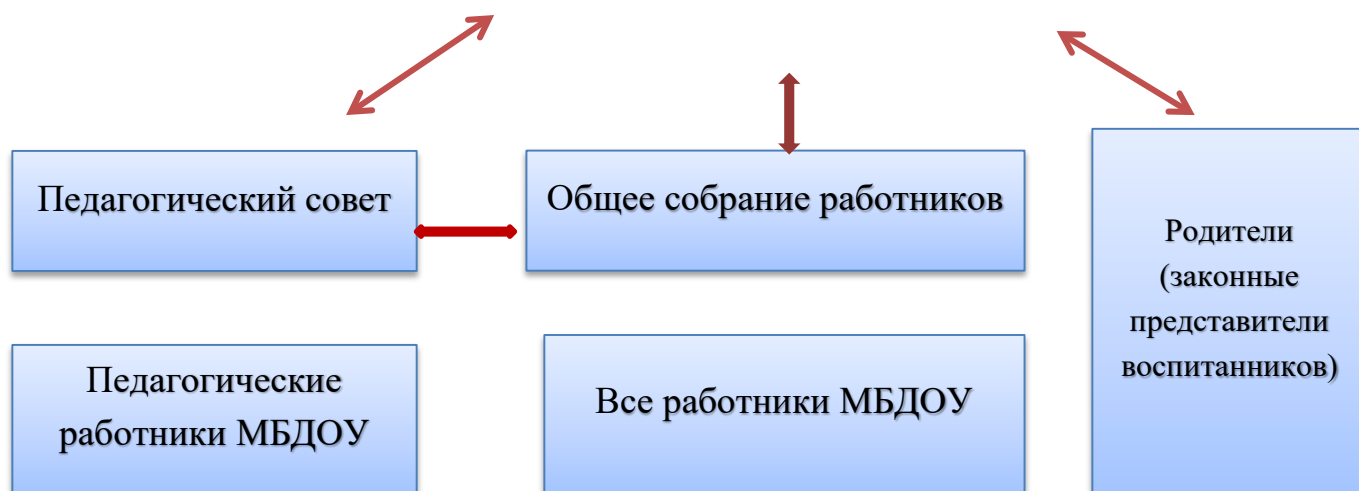 Педагогический совет
Общее собрание работников
Родители
(законные
представители
воспитанников)
Педагогические
работники МБДОУ
Все работники МБДОУ